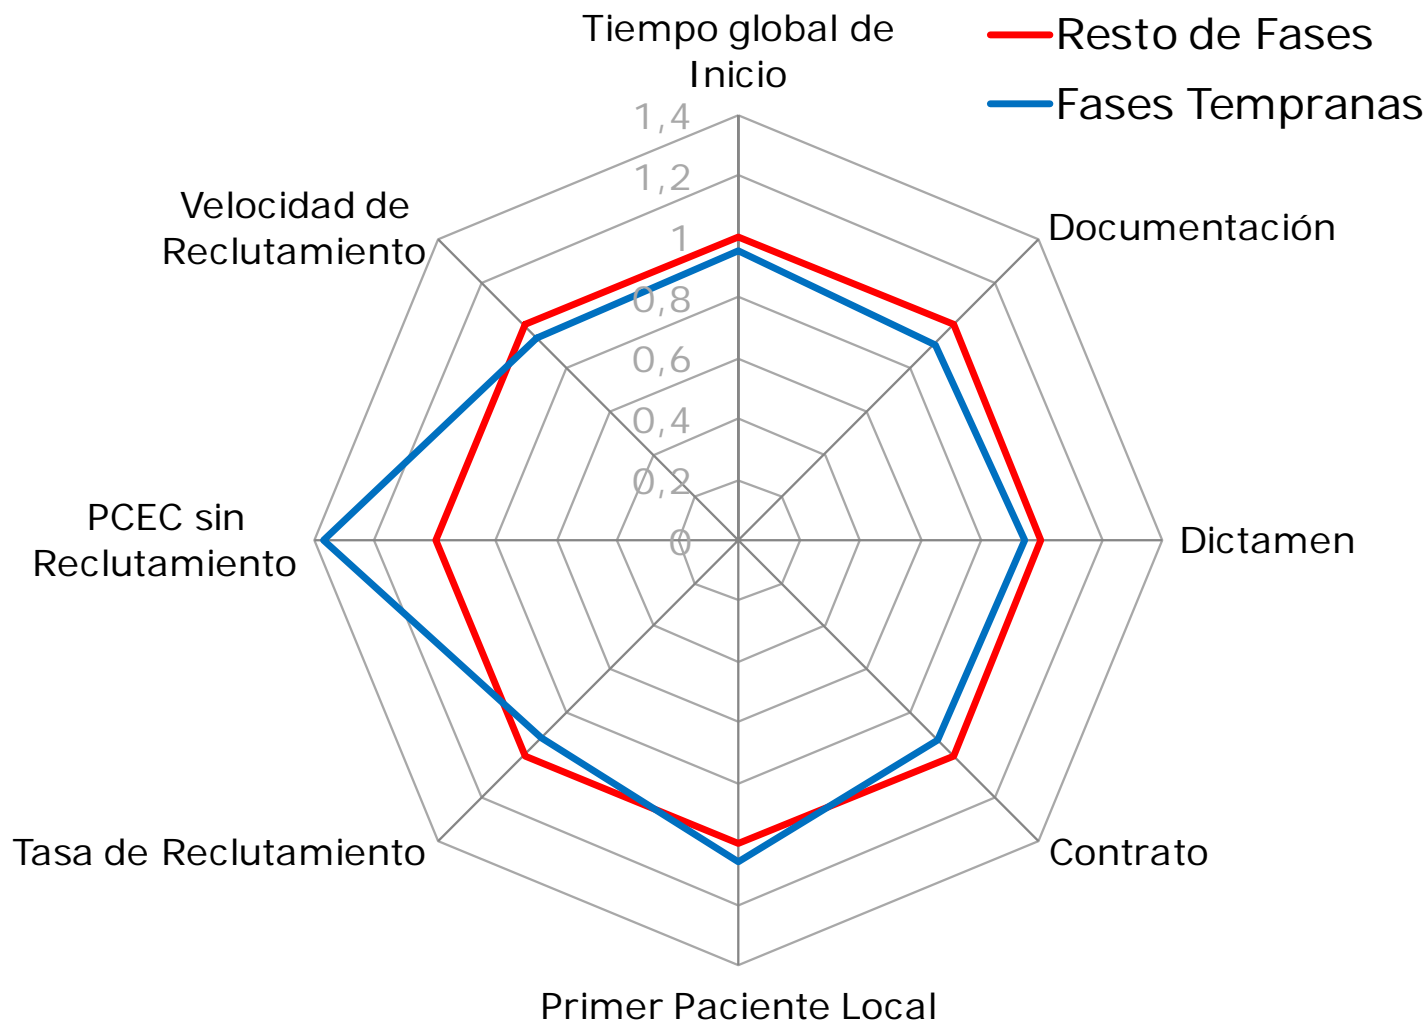 Tiempo global de
Inicio
Resto de Fases
Fases Tempranas
1,4
1,2
1
0,8
0,6
0,4
0,2
0
Velocidad de
Reclutamiento
Documentación
PCEC sin
Reclutamiento
Dictamen
Tasa de Reclutamiento
Contrato
Primer Paciente Local